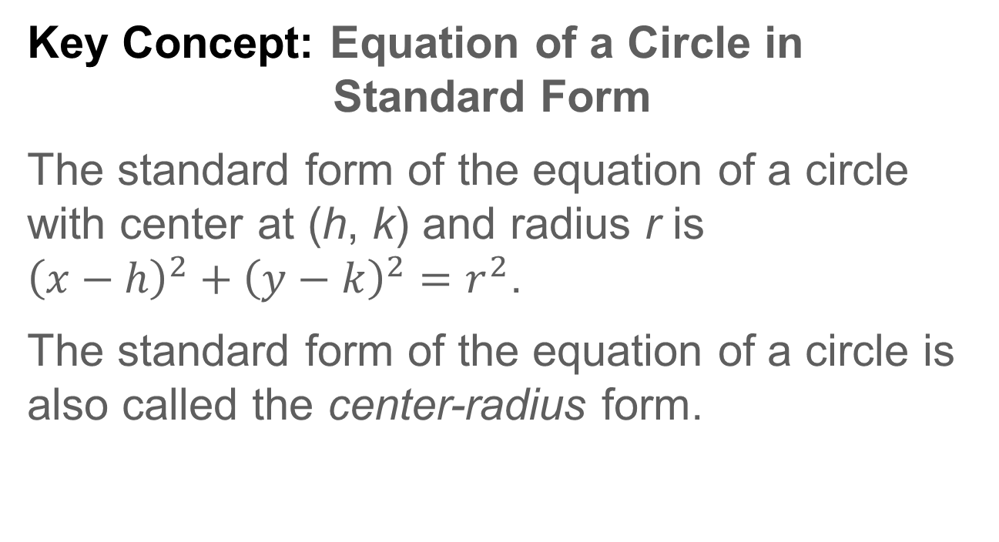 Key Concept: Equation of a Circle in
Standard Form
The standard form of the equation of a circle
with center at (h, k) and radius r is
(x − h)² + (y − k)² = r².
The standard form of the equation of a circle is
also called the center-radius form.